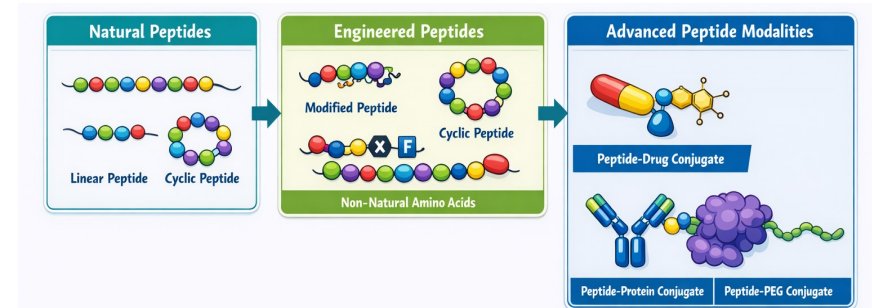 Natural Peptides
Linear Peptide
Cyclic Peptide
Engineered Peptides
Modified Peptide
Cyclic Peptide
X
F
Non-Natural Amino Acids
Advanced Peptide Modalities
Peptide-Drug Conjugate
Peptide-Protein Conjugate
Peptide-PEG Conjugate